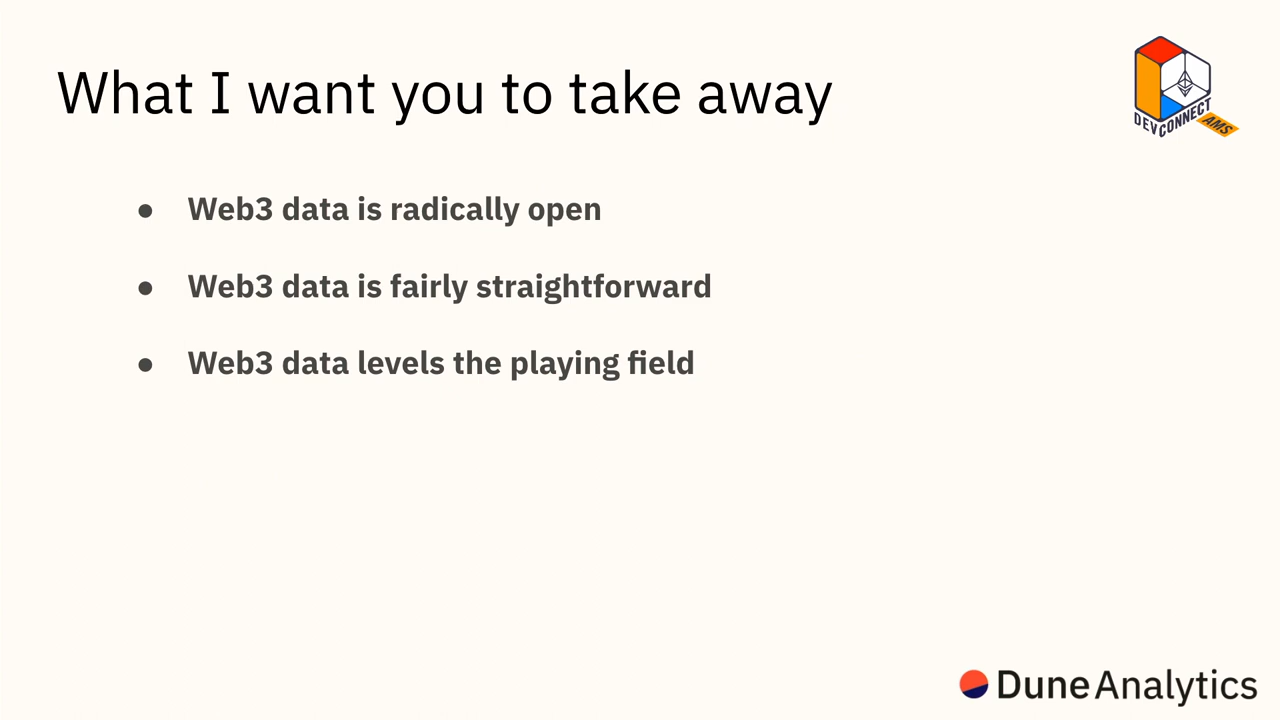 What I want you to take away
DEVCONNECT
AMS
● Web3 data is radically open
● Web3 data is fairly straightforward
● Web3 data levels the playing field
Dune Analytics